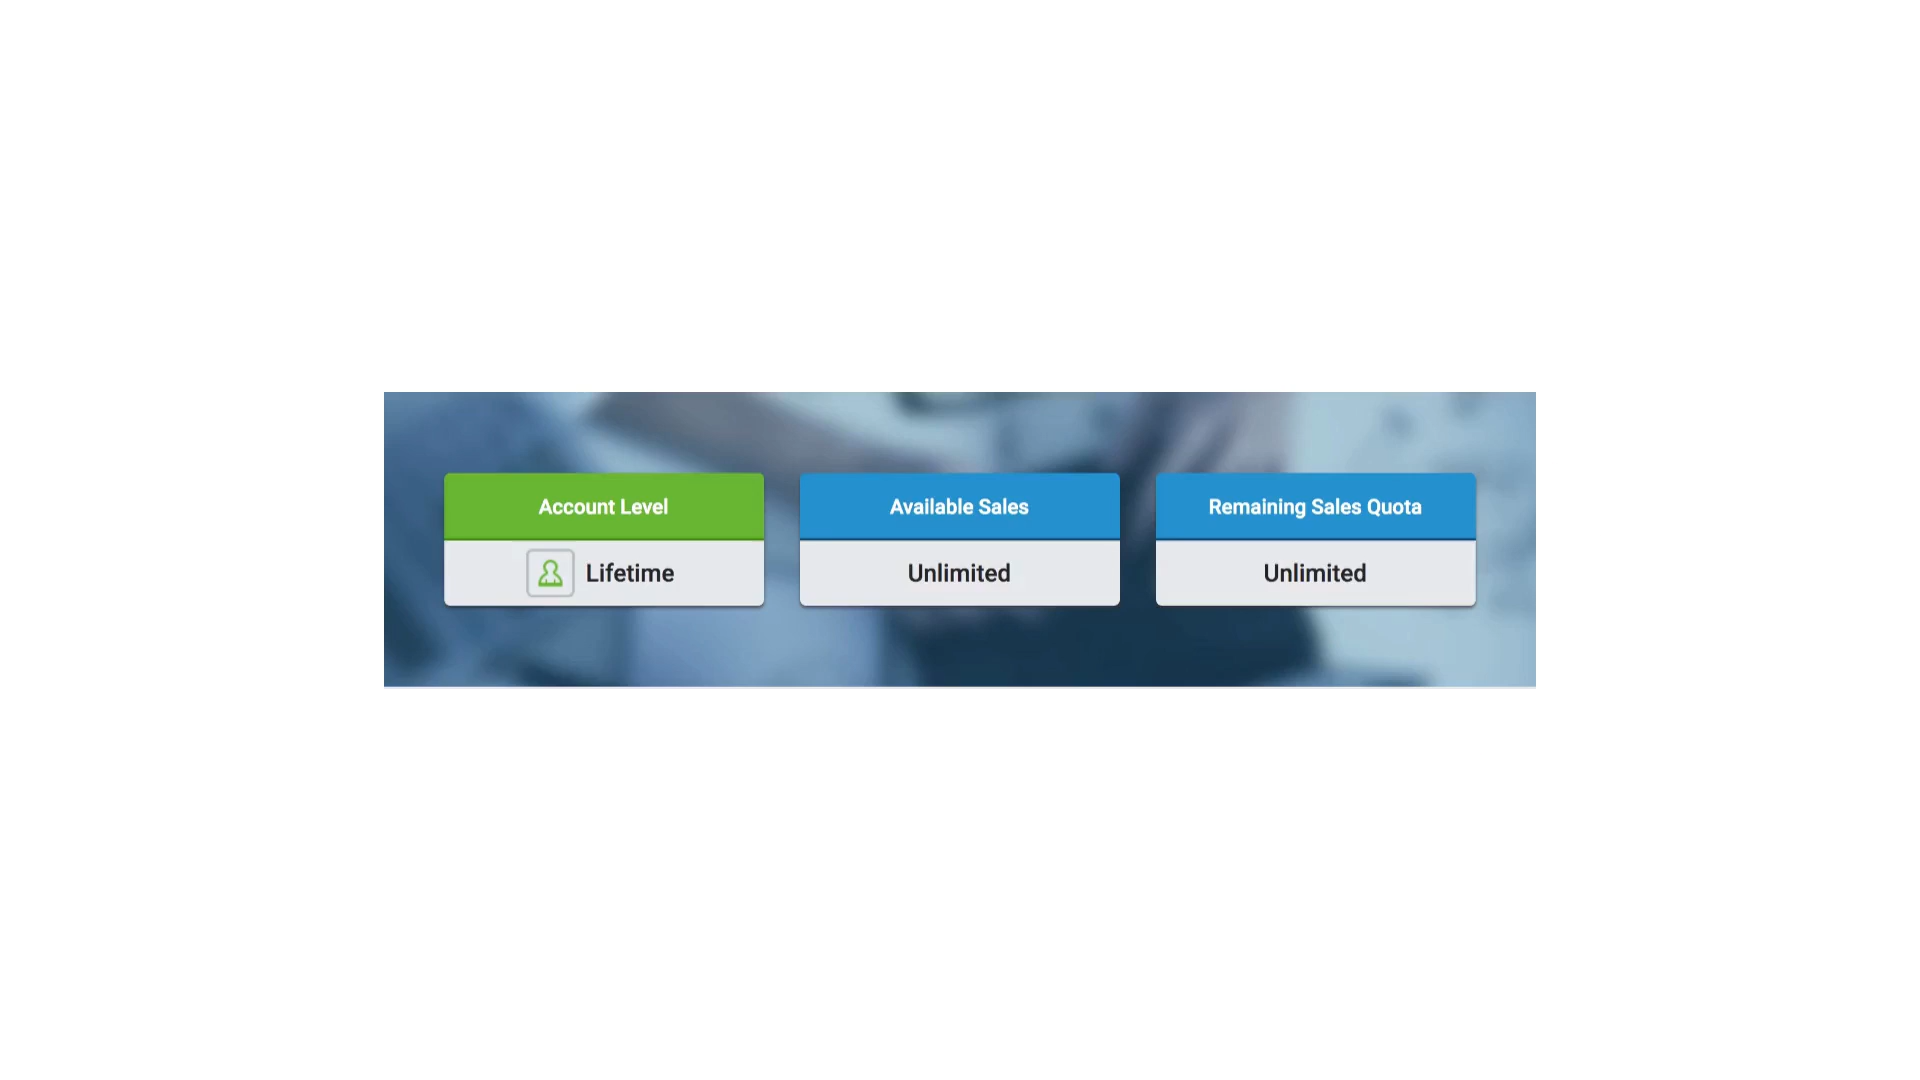 Account Level
Lifetime
Available Sales
Unlimited
Remaining Sales Quota
Unlimited